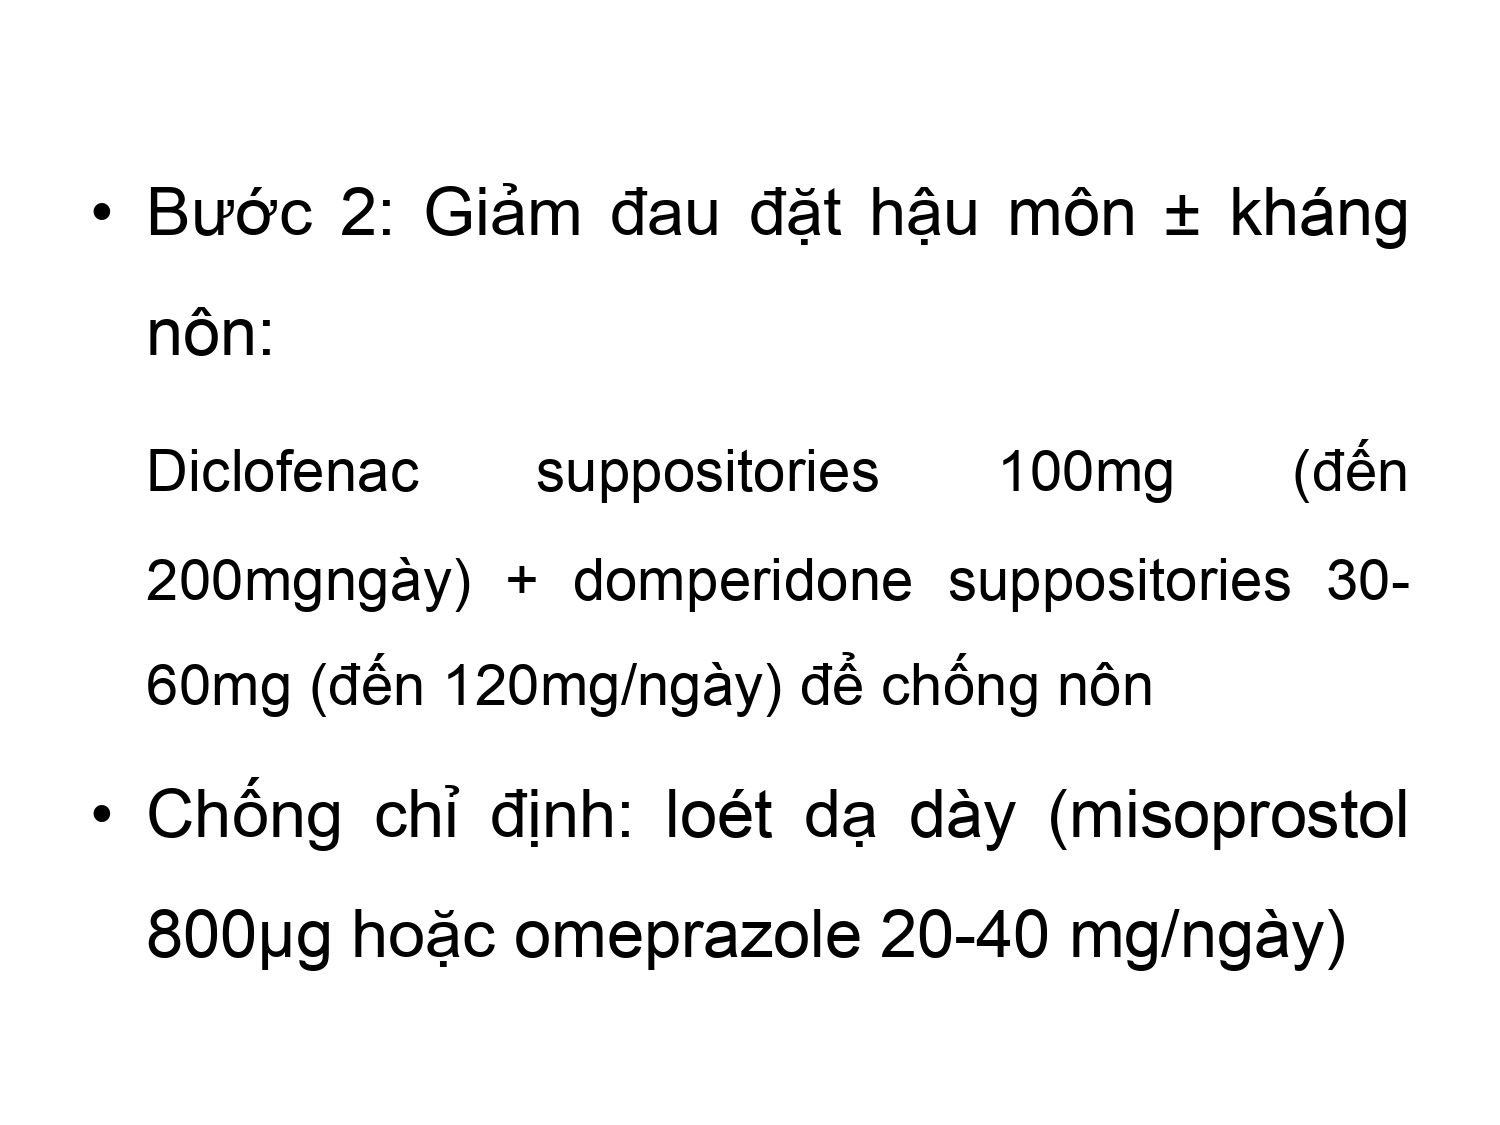 • Bước 2: Giảm đau đặt hậu môn ± kháng
nôn:
Diclofenac suppositories 100mg (đến
200mgngày) + domperidone suppositories 30-
60mg (đến 120mg/ngày) để chống nôn
• Chống chỉ định: loét dạ dày (misoprostol
800µg hoặc omeprazole 20-40 mg/ngày)